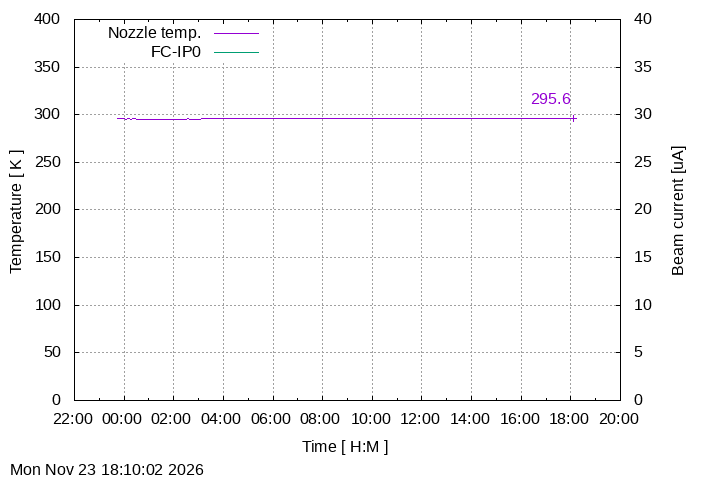 400
350
300
250
200
150
100
50
0
40
35
30
25
20
15
10
5
0
Nozzle temp.
FC-IP0
295.6
Temperature [ K ]
Beam current [uA]
22:00 00:00 02:00 04:00 06:00 08:00 10:00 12:00 14:00 16:00 18:00 20:00
Time [ H:M ]
Mon Nov 23 18:10:02 2026